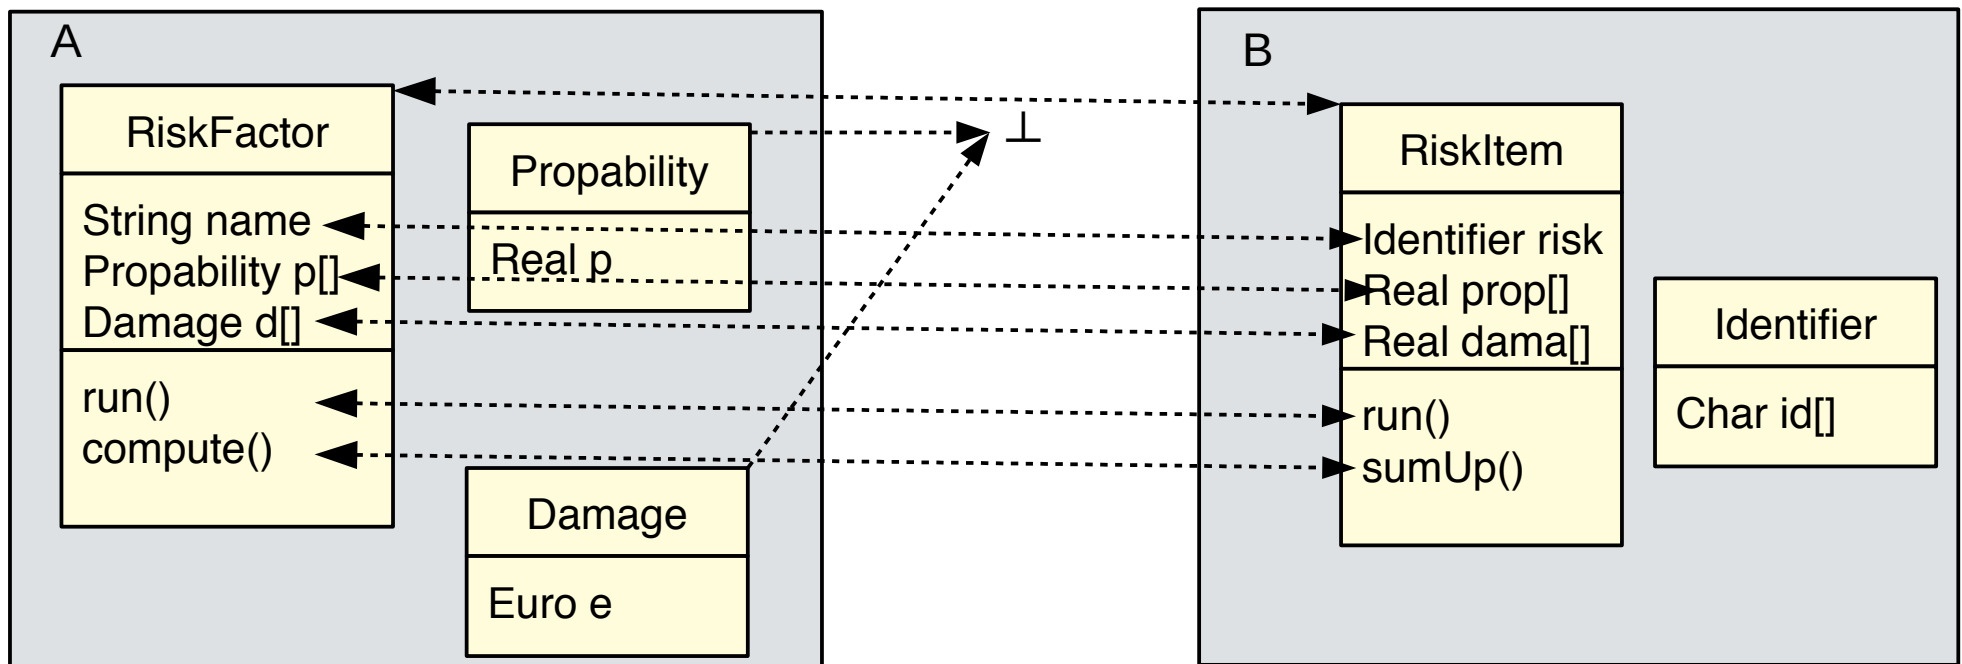 A
RiskFactor
String name
Propability p[]
Damage d[]
run()
compute()
Propability
Real p
Damage
Euro e
⊥
B
RiskItem
Identifier risk
Real prop[]
Real dama[]
run()
sumUp()
Identifier
Char id[]